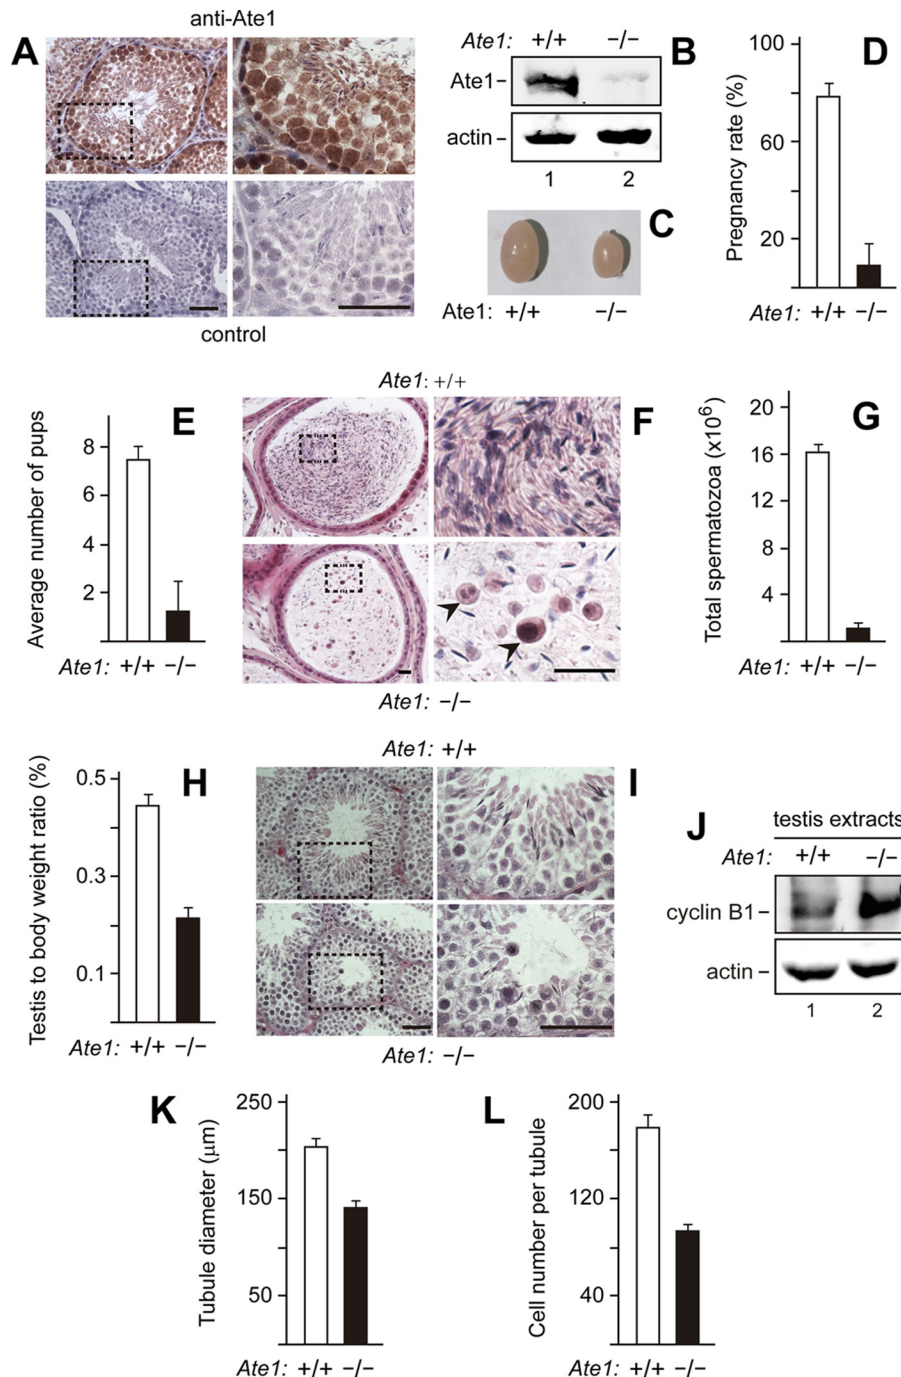 anti-Ate1
A
control
Ate1: +/+ −/−
B
Ate1
actin
1 2
C
Ate1: +/+ −/−
D
Pregnancy rate (%)
100
60
20
Ate1: +/+ −/−
E
Average number of pups
8
6
4
2
Ate1: +/+ −/−
Ate1: +/+
F
Ate1: −/−
G
Total spermatozoa (x10⁶)
20
16
12
8
4
Ate1: +/+ −/−
H
Testis to body weight ratio (%)
0.5
0.3
0.1
Ate1: +/+ −/−
Ate1: +/+
I
Ate1: −/−
J
testis extracts
Ate1: +/+ −/−
cyclin B1
actin
1 2
K
Tubule diameter (μm)
250
150
50
Ate1: +/+ −/−
L
Cell number per tubule
200
120
40
Ate1: +/+ −/−